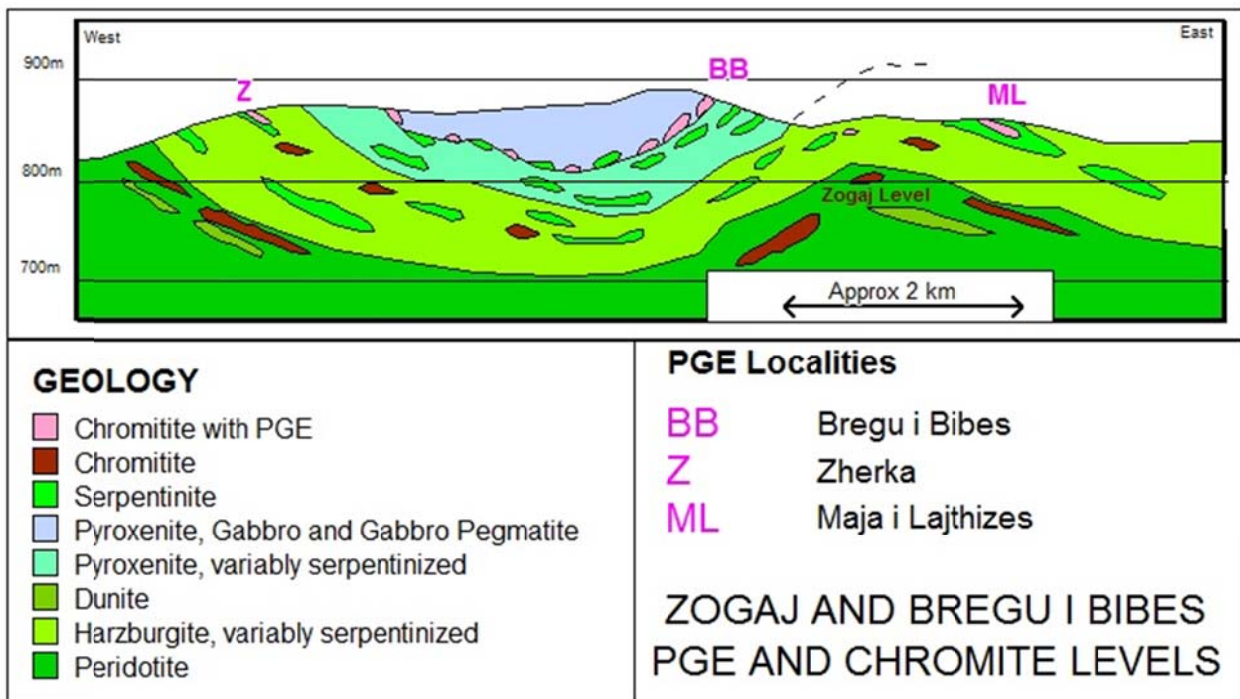 West
East
900m
Z
BB
ML
800m
Zogaj Level
700m
Approx 2 km
GEOLOGY
Chromitite with PGE
Chromitite
Serpentinite
Pyroxenite, Gabbro and Gabbro Pegmatite
Pyroxenite, variably serpentinized
Dunite
Harzburgite, variably serpentinized
Peridotite
PGE Localities
BB Bregu i Bibes
Z Zherka
ML Maja i Lajthizes
ZOGAJ AND BREGU I BIBES
PGE AND CHROMITE LEVELS